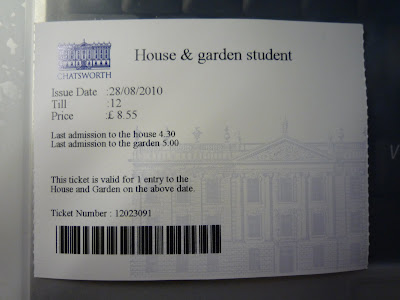 CHATSWORTH
House & garden student
Issue Date :28/08/2010
Till :12
Price :£ 8.55
Last admission to the house 4.30
Last admission to the garden 5.00
This ticket is valid for 1 entry to the
House and Garden on the above date.
Ticket Number : 12023091